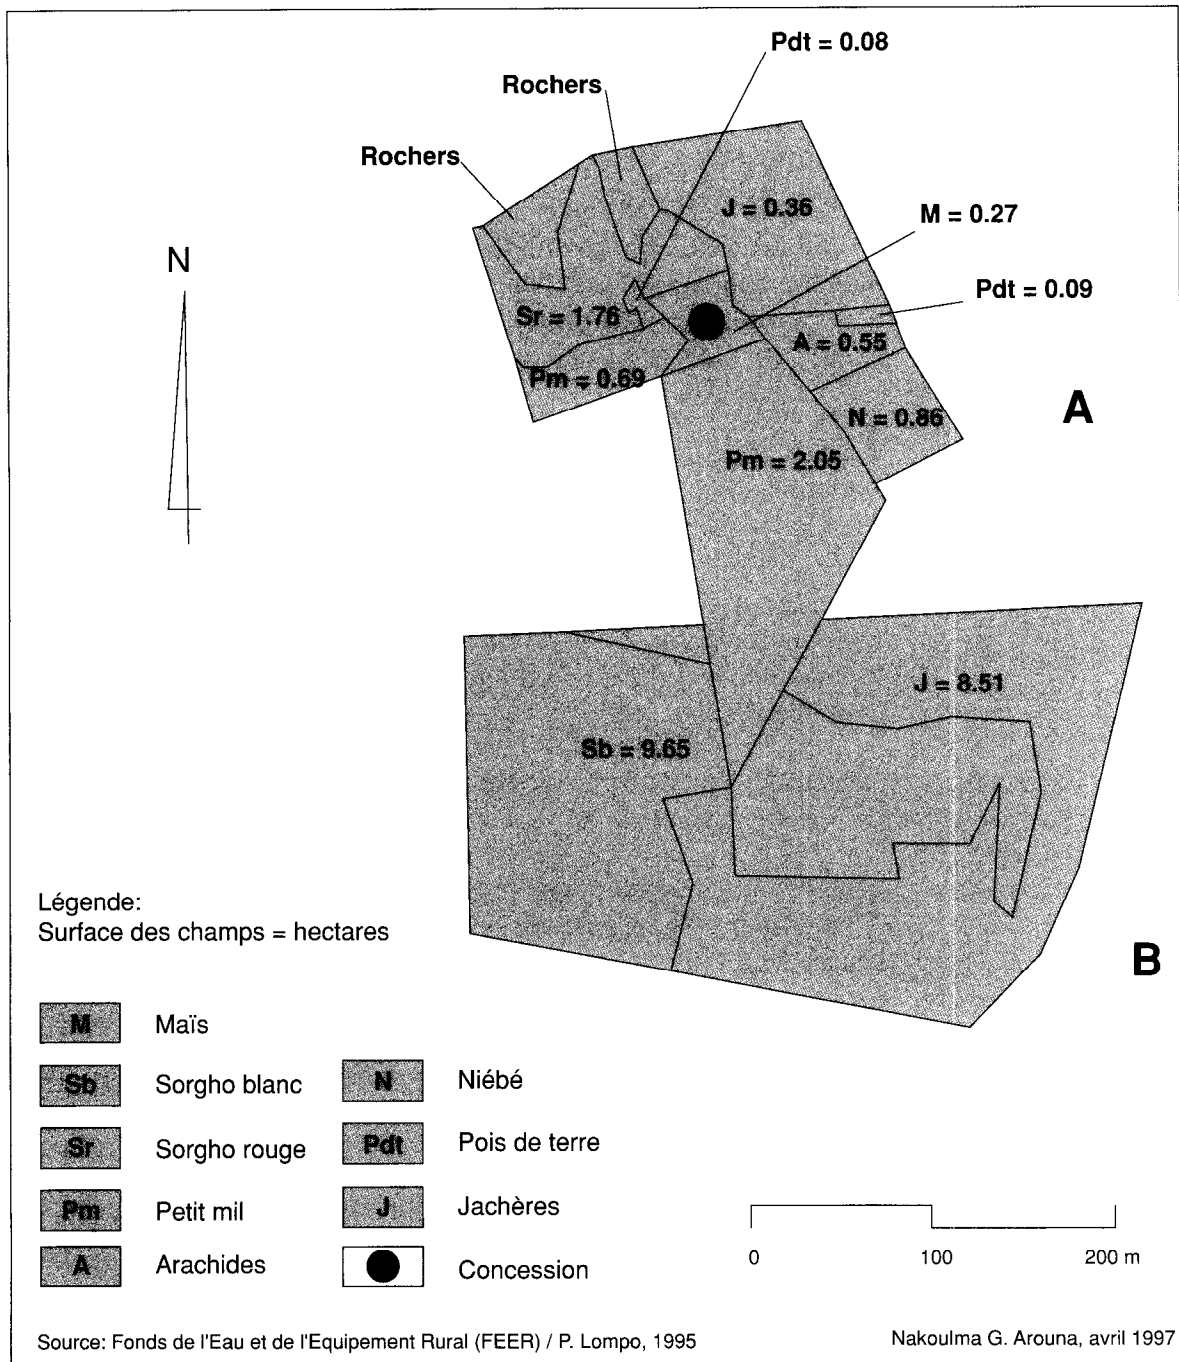 Pdt = 0.08
Rochers
Rochers
J = 0.36
M = 0.27
N
Pdt = 0.09
Sr = 1.76
A = 0.55
Pm = 0.69
A
N = 0.86
Pm = 2.05
J = 8.51
Sb = 9.65
B
Légende:
Surface des champs = hectares
M Maïs
Sb Sorgho blanc
N Niébé
Sr Sorgho rouge
Pdt Pois de terre
Pm Petit mil
J Jachères
A Arachides
Concession
0 100 200 m
Source: Fonds de l'Eau et de l'Equipement Rural (FEER) / P. Lompo, 1995
Nakoulma G. Arouna, avril 1997